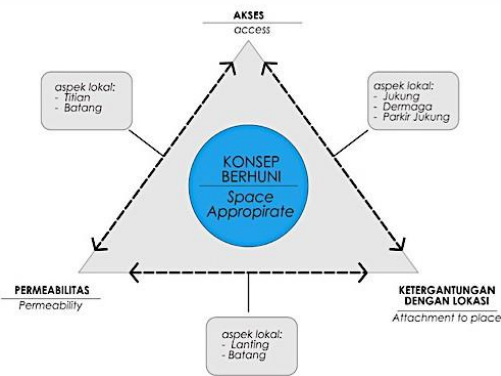 AKSES
access
aspek lokal:
- Titian
- Batang
aspek lokal:
- Jukung
- Dermaga
- Parkir Jukung
KONSEP
BERHUNI
Space
Appropirate
PERMEABILITAS
Permeability
KETERGANTUNGAN
DENGAN LOKASI
Attachment to place
aspek lokal:
- Lanting
- Batang